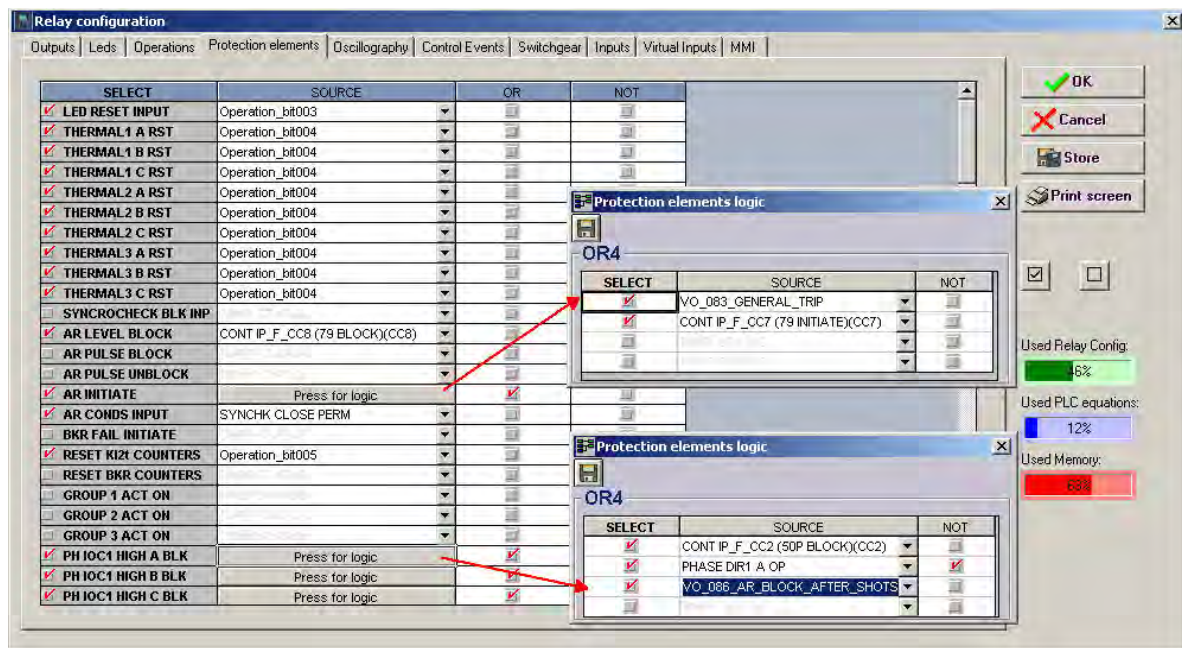 Relay configuration
Outputs Leds Operations Protection elements Oscillography Control Events Switchgear Inputs Virtual Inputs MMI
SELECT SOURCE OR NOT
LED RESET INPUT Operation_bit003
THERMAL1 A RST Operation_bit004
THERMAL1 B RST Operation_bit004
THERMAL1 C RST Operation_bit004
THERMAL2 A RST Operation_bit004
THERMAL2 B RST Operation_bit004
THERMAL2 C RST Operation_bit004
THERMAL3 A RST Operation_bit004
THERMAL3 B RST Operation_bit004
THERMAL3 C RST Operation_bit004
SYNCROCHECK BLK INP
AR LEVEL BLOCK CONT IP_F_CC8 (79 BLOCK)(CC8)
AR PULSE BLOCK
AR PULSE UNBLOCK
AR INITIATE Press for logic
AR CONDS INPUT SYNCHK CLOSE PERM
BKR FAIL INITIATE
RESET KI2t COUNTERS Operation_bit005
RESET BKR COUNTERS
GROUP 1 ACT ON
GROUP 2 ACT ON
GROUP 3 ACT ON
PH IOC1 HIGH A BLK Press for logic
PH IOC1 HIGH B BLK Press for logic
PH IOC1 HIGH C BLK Press for logic
Protection elements logic
OR4
SELECT SOURCE NOT
VO_083_GENERAL_TRIP
CONT IP_F_CC7 (79 INITIATE)(CC7)
Protection elements logic
OR4
SELECT SOURCE NOT
CONT IP_F_CC2 (50P BLOCK)(CC2)
PHASE DIR1 A OP
VO_086_AR_BLOCK_AFTER_SHOTS
OK
Cancel
Store
Print screen
Used Relay Config:
46%
Used PLC equations:
12%
Used Memory: